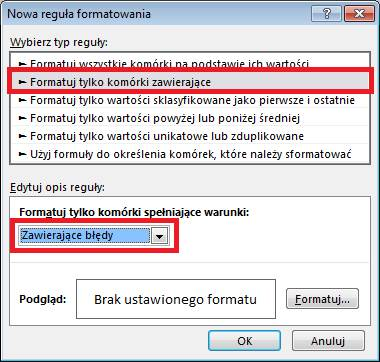 Nowa reguła formatowania
Wybierz typ reguły:
► Formatuj wszystkie komórki na podstawie ich wartości
► Formatuj tylko komórki zawierające
► Formatuj tylko wartości sklasyfikowane jako pierwsze i ostatnie
► Formatuj tylko wartości powyżej lub poniżej średniej
► Formatuj tylko wartości unikatowe lub zduplikowane
► Użyj formuły do określenia komórek, które należy sformatować
Edytuj opis reguły:
Formatuj tylko komórki spełniające warunki:
Zawierające błędy
Podgląd: Brak ustawionego formatu Formatuj...
OK Anuluj